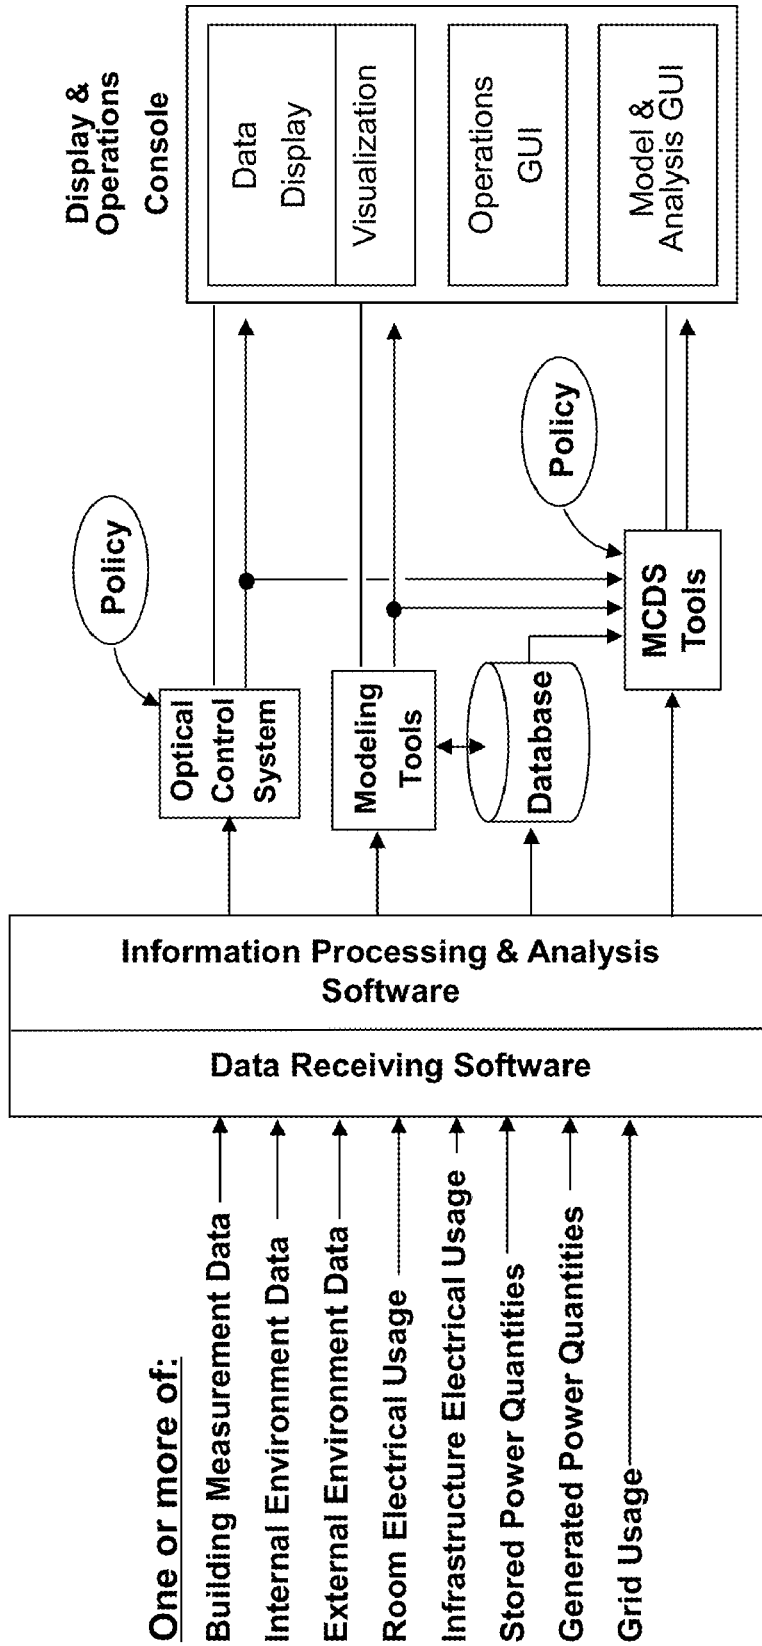 One or more of:
Building Measurement Data
Internal Environment Data
External Environment Data
Room Electrical Usage
Infrastructure Electrical Usage
Stored Power Quantities
Generated Power Quantities
Grid Usage
Data Receiving Software
Information Processing & Analysis
Software
Policy
Optical
Control
System
Modeling
Tools
Database
Policy
MCDS
Tools
Display &
Operations
Console
Data
Display
Visualization
Operations
GUI
Model &
Analysis GUI